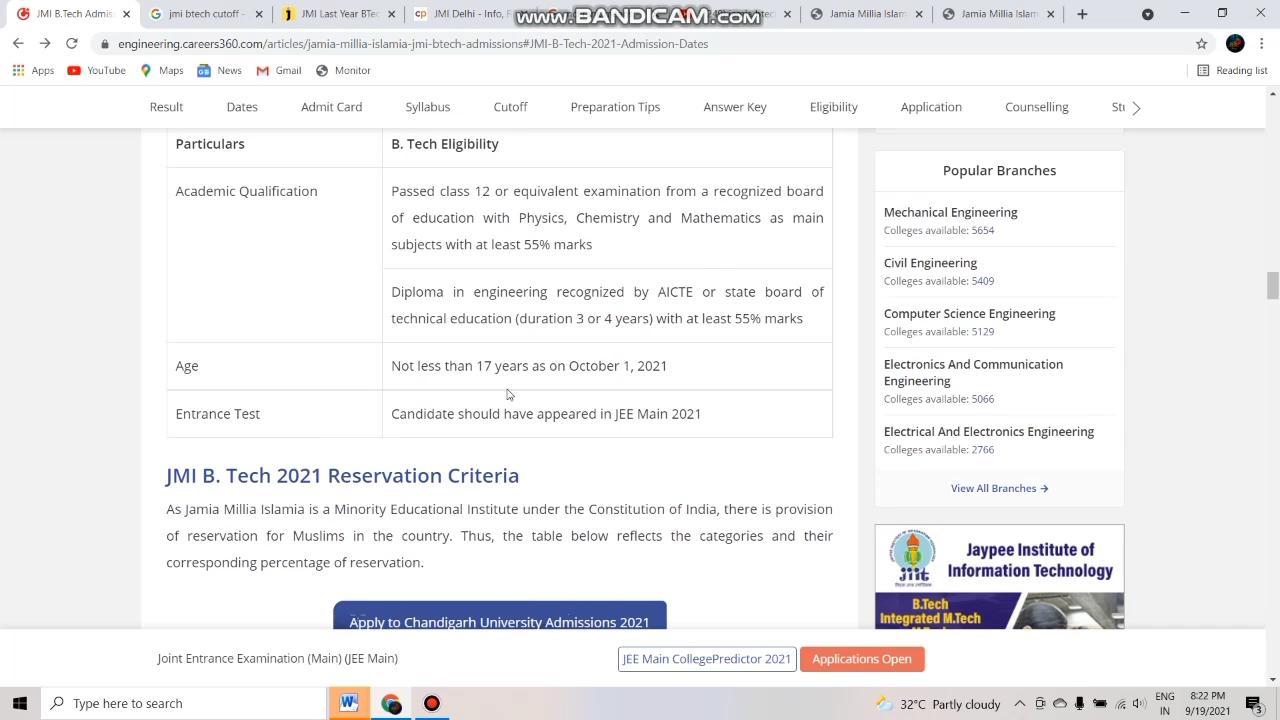 JMI
Last Year Dec
Tech Ele
Tech
Jamia Millia Islamia
Jamia Millia Islamia
www.BANDICAM.com
engineering.careers360.com/articles/jamia-millia-islamia-jmi-btech-admissions#JMI-B-Tech-2021-Admission-Dates
Apps YouTube Maps News Gmail Monitor Reading list
Result Dates Admit Card Syllabus Cutoff Preparation Tips Answer Key Eligibility Application Counselling
Particulars B. Tech Eligibility
Academic Qualification Passed class 12 or equivalent examination from a recognized board
of education with Physics, Chemistry and Mathematics as main
subjects with at least 55% marks
Diploma in engineering recognized by AICTE or state board of
technical education (duration 3 or 4 years) with at least 55% marks
Age Not less than 17 years as on October 1, 2021
Entrance Test Candidate should have appeared in JEE Main 2021
JMI B. Tech 2021 Reservation Criteria
As Jamia Millia Islamia is a Minority Educational Institute under the Constitution of India, there is provision
of reservation for Muslims in the country. Thus, the table below reflects the categories and their
corresponding percentage of reservation.
Apply to Chandigarh University Admissions 2021
Popular Branches
Mechanical Engineering
Colleges available: 5654
Civil Engineering
Colleges available: 5409
Computer Science Engineering
Colleges available: 5129
Electronics And Communication
Engineering
Colleges available: 5066
Electrical And Electronics Engineering
Colleges available: 2766
View All Branches →
jiit
Jaypee Institute of
Information Technology
B.Tech
Integrated M.Tech
Joint Entrance Examination (Main) (JEE Main) JEE Main CollegePredictor 2021 Applications Open
Type here to search
32°C Partly cloudy
ENG
IN
8:22 PM
9/19/2021
3